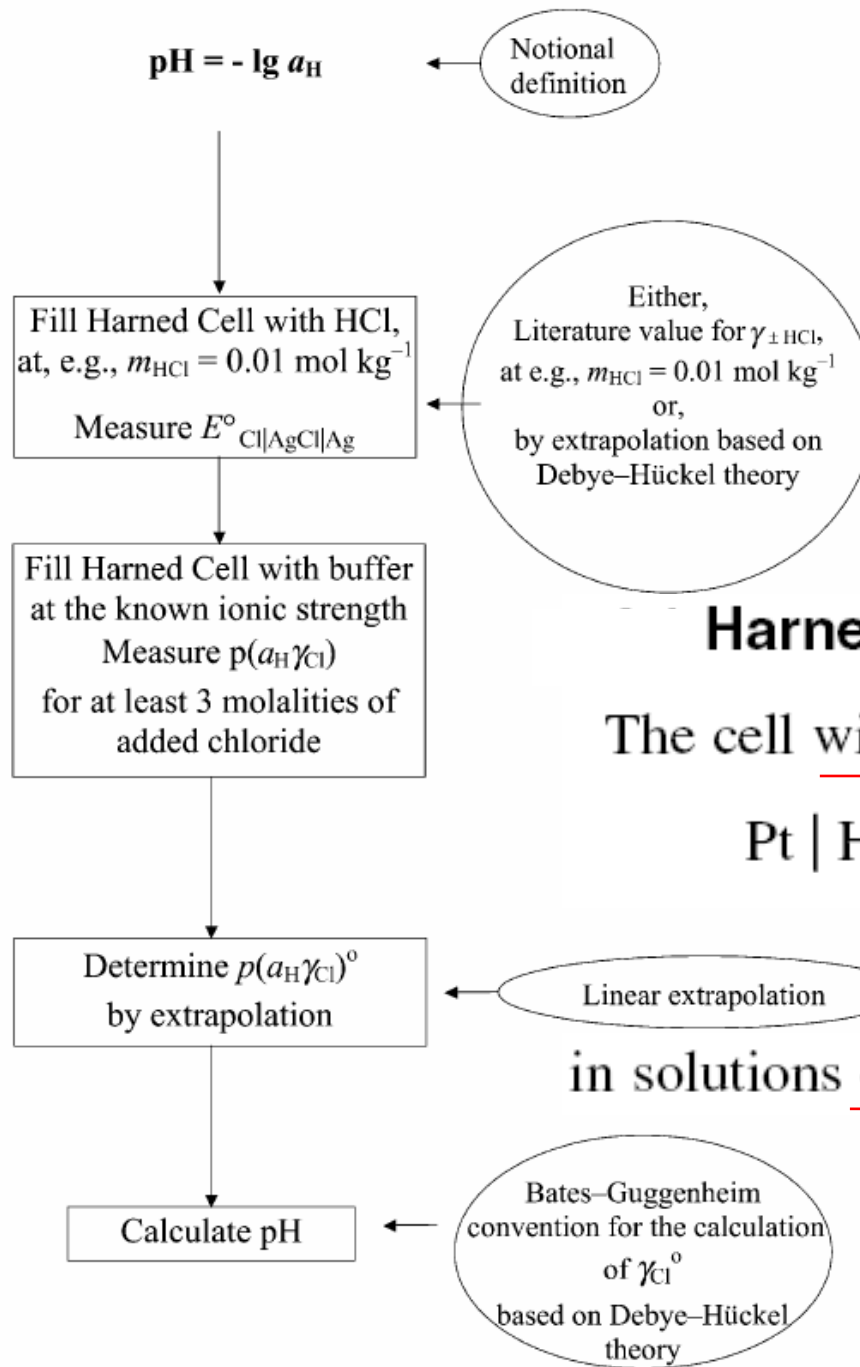 pH = - lg aH
Notional
definition
Fill Harned Cell with HCl,
at, e.g., mHCl = 0.01 mol kg⁻¹
Measure E° Cl|AgCl|Ag
Either,
Literature value for γ ± HCl,
at e.g., mHCl = 0.01 mol kg⁻¹
or,
by extrapolation based on
Debye–Hückel theory
Fill Harned Cell with buffer
at the known ionic strength
Measure p(aHγCl)
for at least 3 molalities of
added chloride
Harne
The cell wi
Pt | H
Determine p(aHγCl)°
by extrapolation
Linear extrapolation
in solutions
Calculate pH
Bates–Guggenheim
convention for the calculation
of γCl°
based on Debye–Hückel
theory